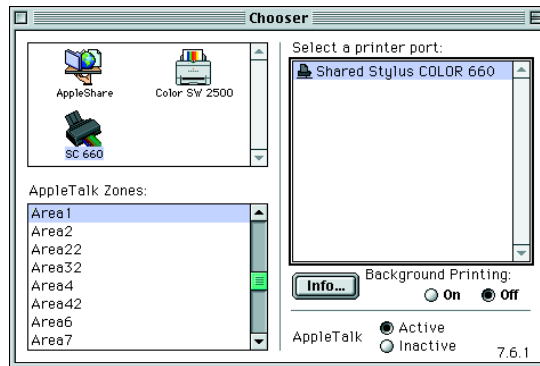 Chooser
AppleShare
Color SW 2500
SC 660
AppleTalk Zones:
Area1
Area2
Area22
Area32
Area4
Area42
Area6
Area7
Select a printer port:
Shared Stylus COLOR 660
Info...
Background Printing:
On Off
AppleTalk
Active
Inactive
7.6.1